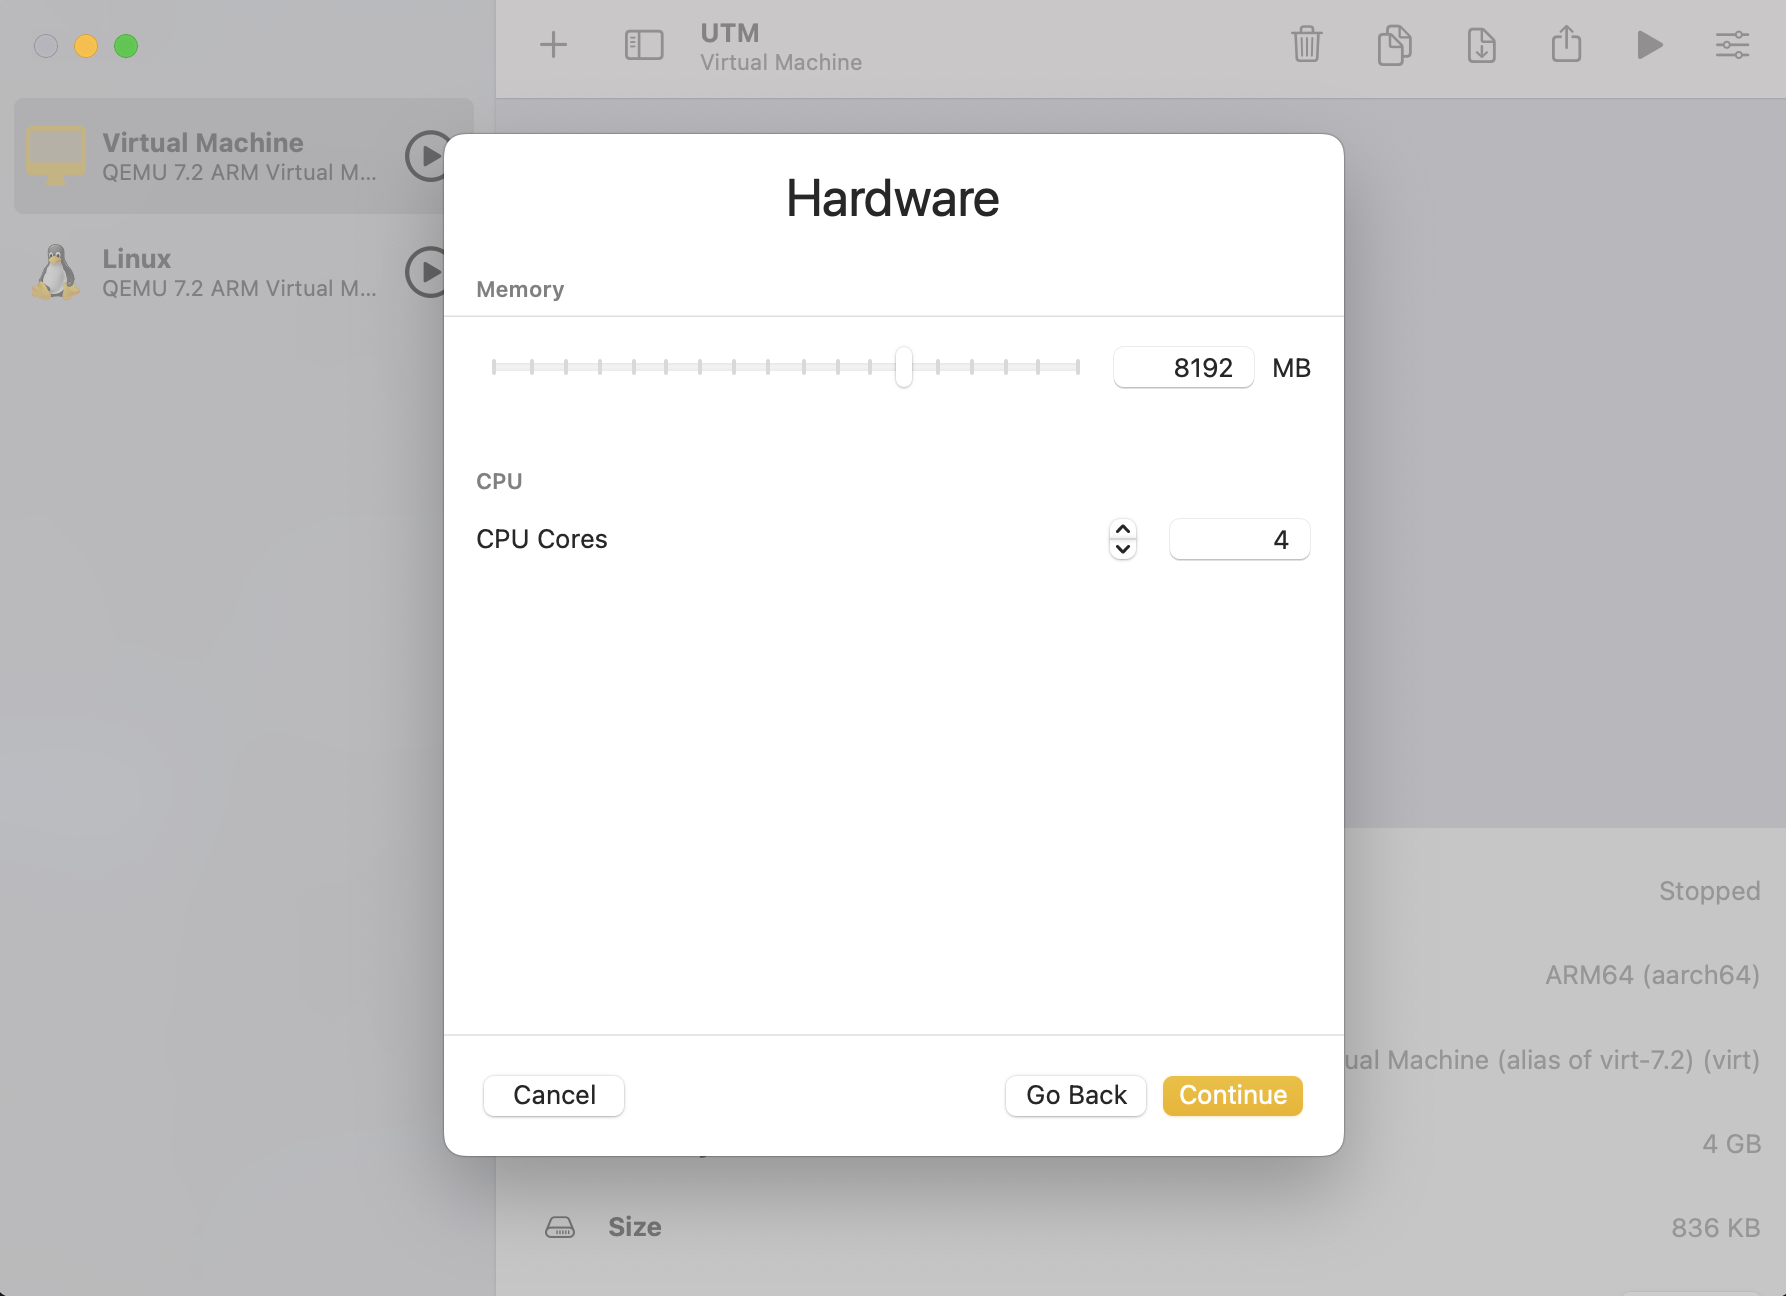 UTM
Virtual Machine
Virtual Machine
QEMU 7.2 ARM Virtual M...
Linux
QEMU 7.2 ARM Virtual M...
Hardware
Memory
8192 MB
CPU
CPU Cores
4
Cancel
Go Back
Continue
Stopped
ARM64 (aarch64)
ual Machine (alias of virt-7.2) (virt)
4 GB
Size
836 KB